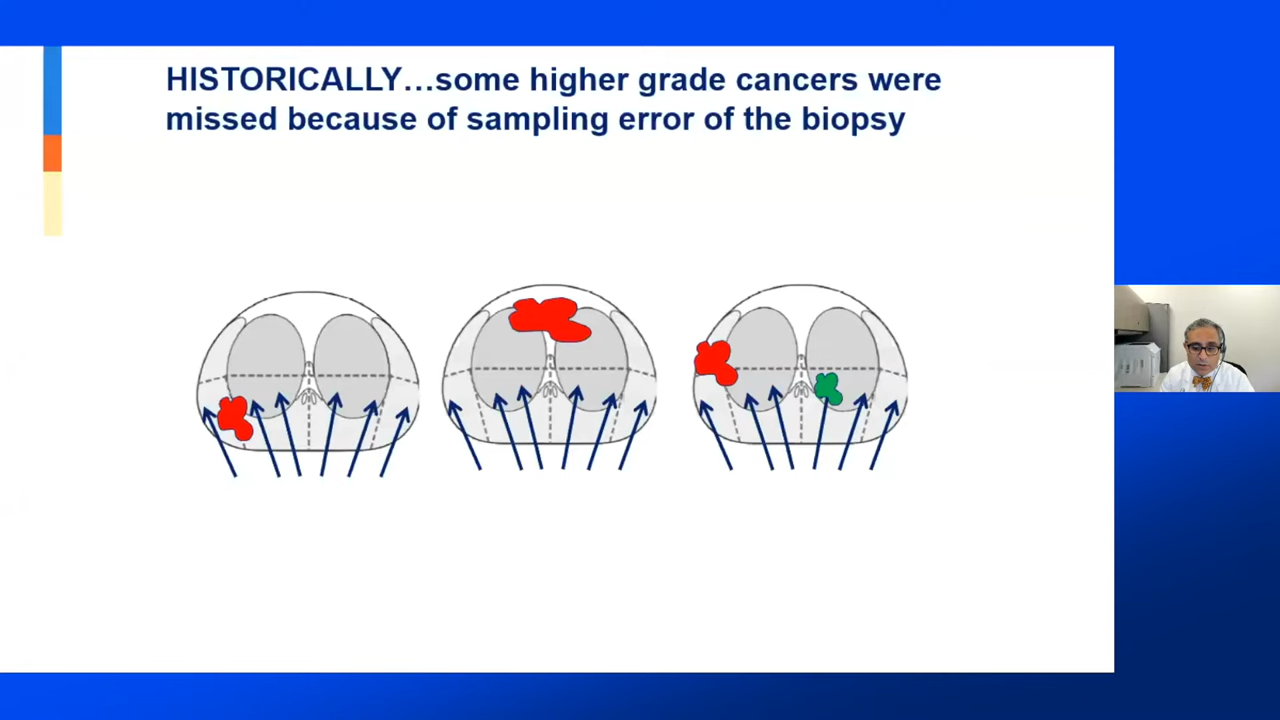 HISTORICALLY…some higher grade cancers were
missed because of sampling error of the biopsy